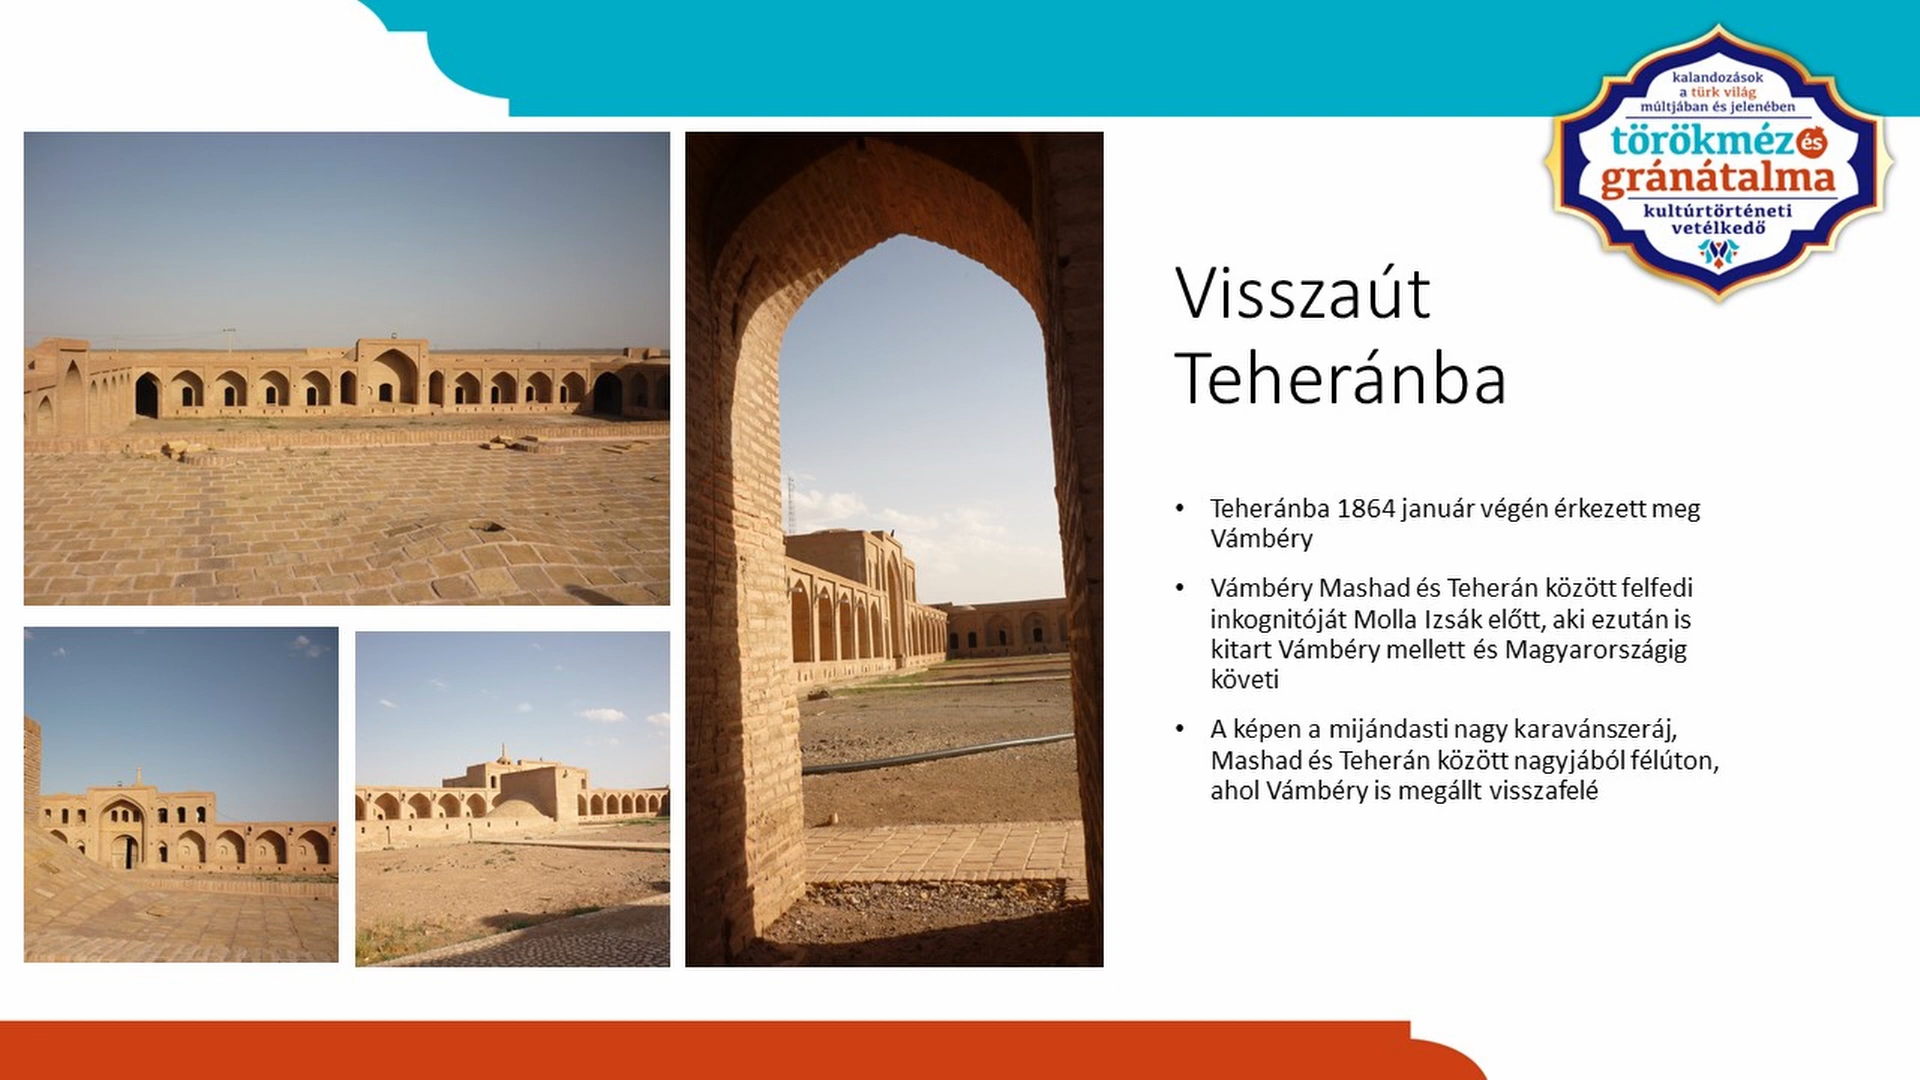 kalandozások
a türk világ
múltjában és jelenében
törökméz és
gránátalma
kultúrtörténeti
vetélkedő
Visszaút
Teheránba
• Teheránba 1864 január végén érkezett meg
Vámbéry
• Vámbéry Mashad és Teherán között felfedi
inkognitóját Molla Izsák előtt, aki ezután is
kitart Vámbéry mellett és Magyarországig
követi
• A képen a mijándasti nagy karavánszeráj,
Mashad és Teherán között nagyjából félúton,
ahol Vámbéry is megállt visszafelé